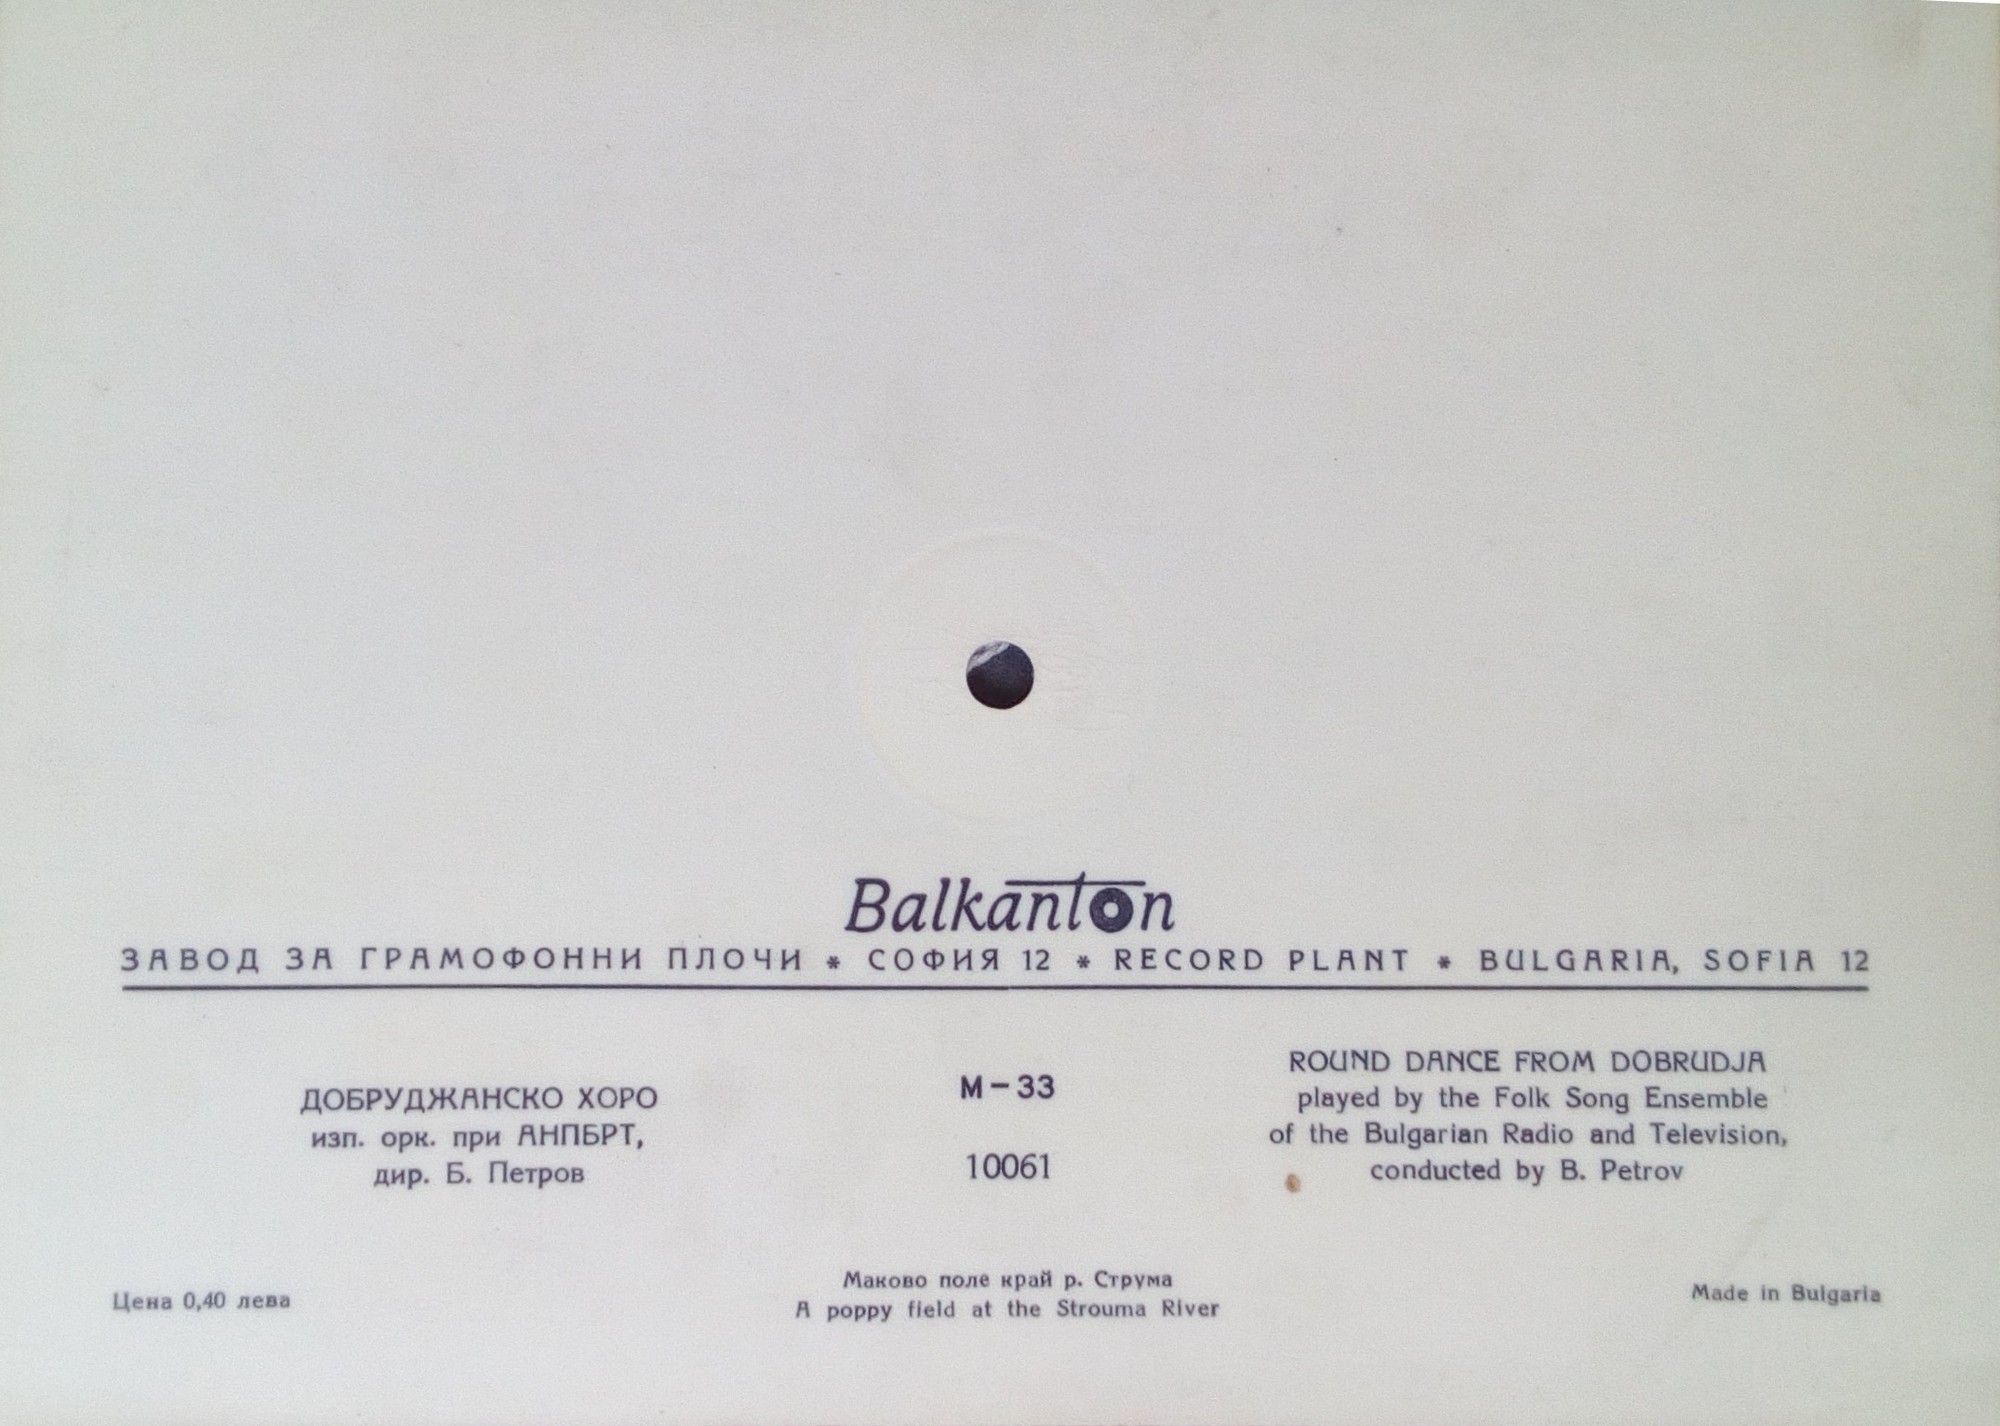 Balkanton
ЗАВОД ЗА ГРАМОФОННИ ПЛОЧИ * СОФИЯ 12 * RECORD PLANT * BULGARIA, SOFIA 12
ДОБРУДЖАНСКО ХОРО
изп. орк. при АНПБРТ,
дир. Б. Петров
М-33
10061
ROUND DANCE FROM DOBRUDJA
played by the Folk Song Ensemble
of the Bulgarian Radio and Television,
conducted by B. Petrov
Цена 0,40 лева
Маково поле край р. Струма
A poppy field at the Strouma River
Made in Bulgaria